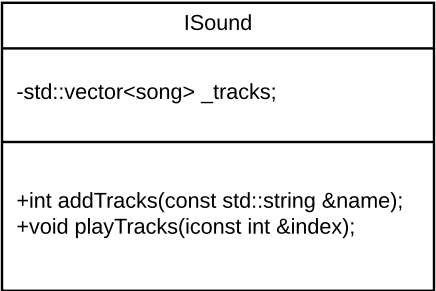 ISound
-std::vector<song> _tracks;
+int addTracks(const std::string &name);
+void playTracks(iconst int &index);